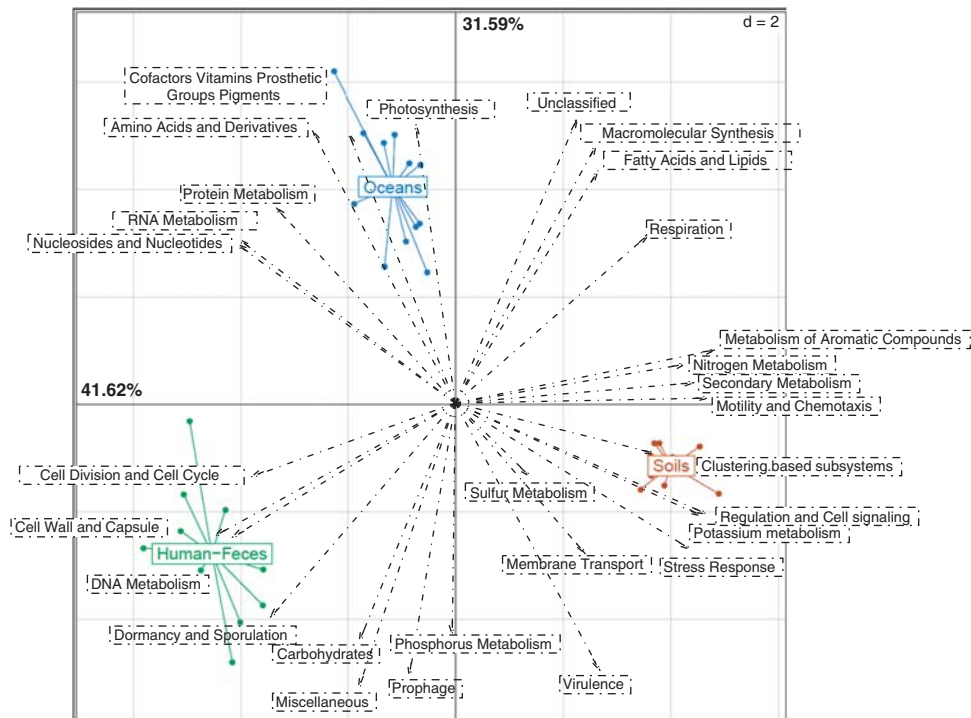 31.59%
d = 2
Cofactors Vitamins Prosthetic
Groups Pigments
Photosynthesis
Unclassified
Amino Acids and Derivatives
Macromolecular Synthesis
Fatty Acids and Lipids
Oceans
Protein Metabolism
RNA Metabolism
Respiration
Nucleosides and Nucleotides
Metabolism of Aromatic Compounds
Nitrogen Metabolism
41.62%
Secondary Metabolism
Motility and Chemotaxis
Soils
Clustering.based subsystems
Cell Division and Cell Cycle
Sulfur Metabolism
Regulation and Cell signaling
Cell Wall and Capsule
Potassium metabolism
Human-Feces
Membrane Transport
Stress Response
DNA Metabolism
Dormancy and Sporulation
Phosphorus Metabolism
Carbohydrates
Virulence
Prophage
Miscellaneous